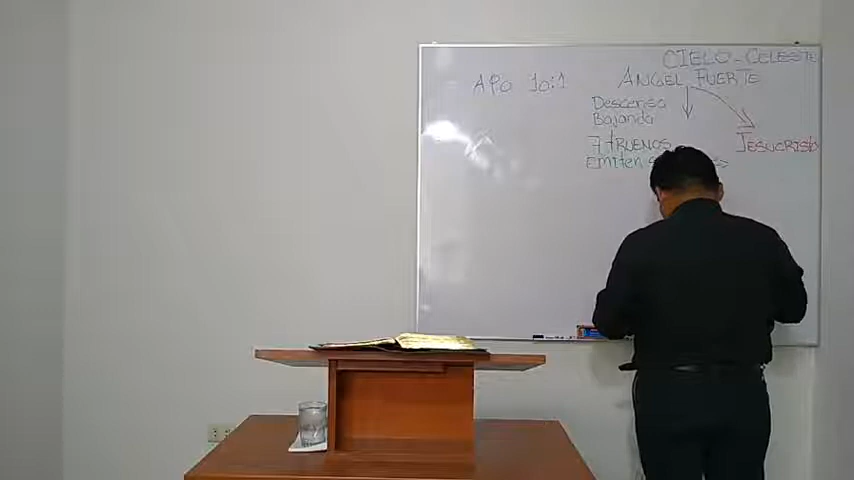 CIELO - CELESTE
APO 10:1
ANGEL FUERTE
Descenso
Bajando
7 tRUENOS
Emiten
JESUCRISto